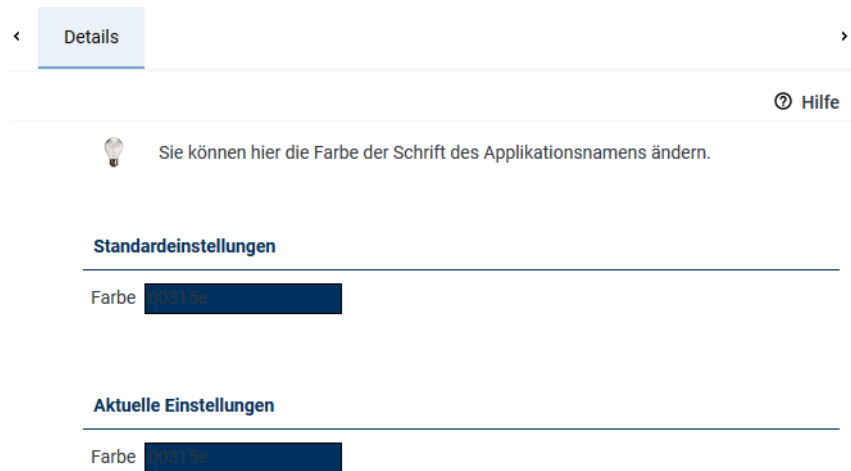 Details
Hilfe
Sie können hier die Farbe der Schrift des Applikationsnamens ändern.
Standardeinstellungen
Farbe 00315e
Aktuelle Einstellungen
Farbe 00315e